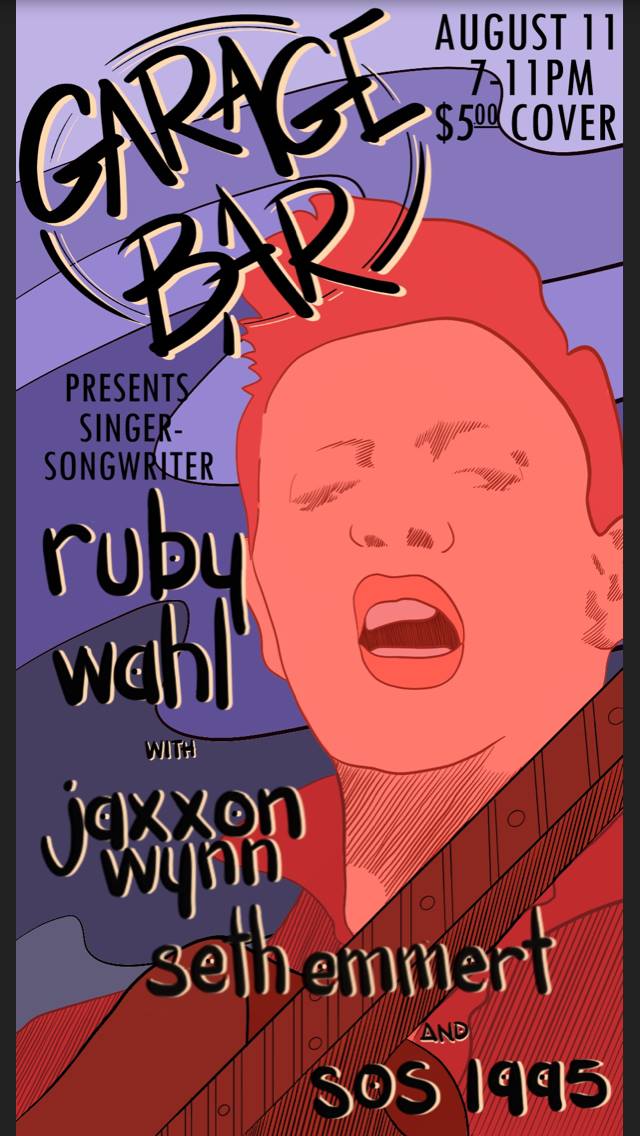 GARAGE
BAR
AUGUST 11
7-11PM
$500 COVER
PRESENTS
SINGER-
SONGWRITER
ruby
wahl
WITH
jaxxon
wynn
seth emmert
AND
SOS 1995